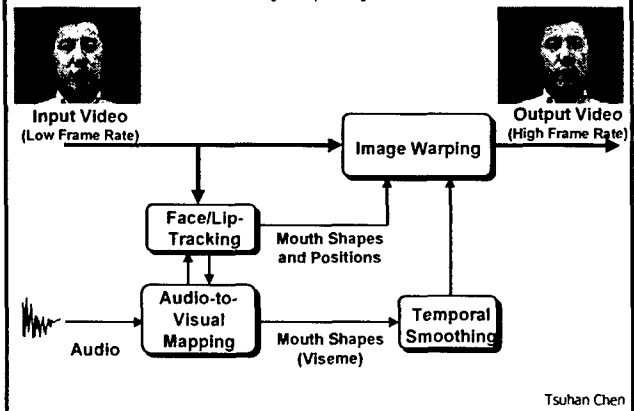 Input Video
(Low Frame Rate)
Output Video
(High Frame Rate)
Image Warping
Face/Lip-
Tracking
Mouth Shapes
and Positions
Audio-to-
Visual
Mapping
Audio
Mouth Shapes
(Viseme)
Temporal
Smoothing
Tsuhan Chen